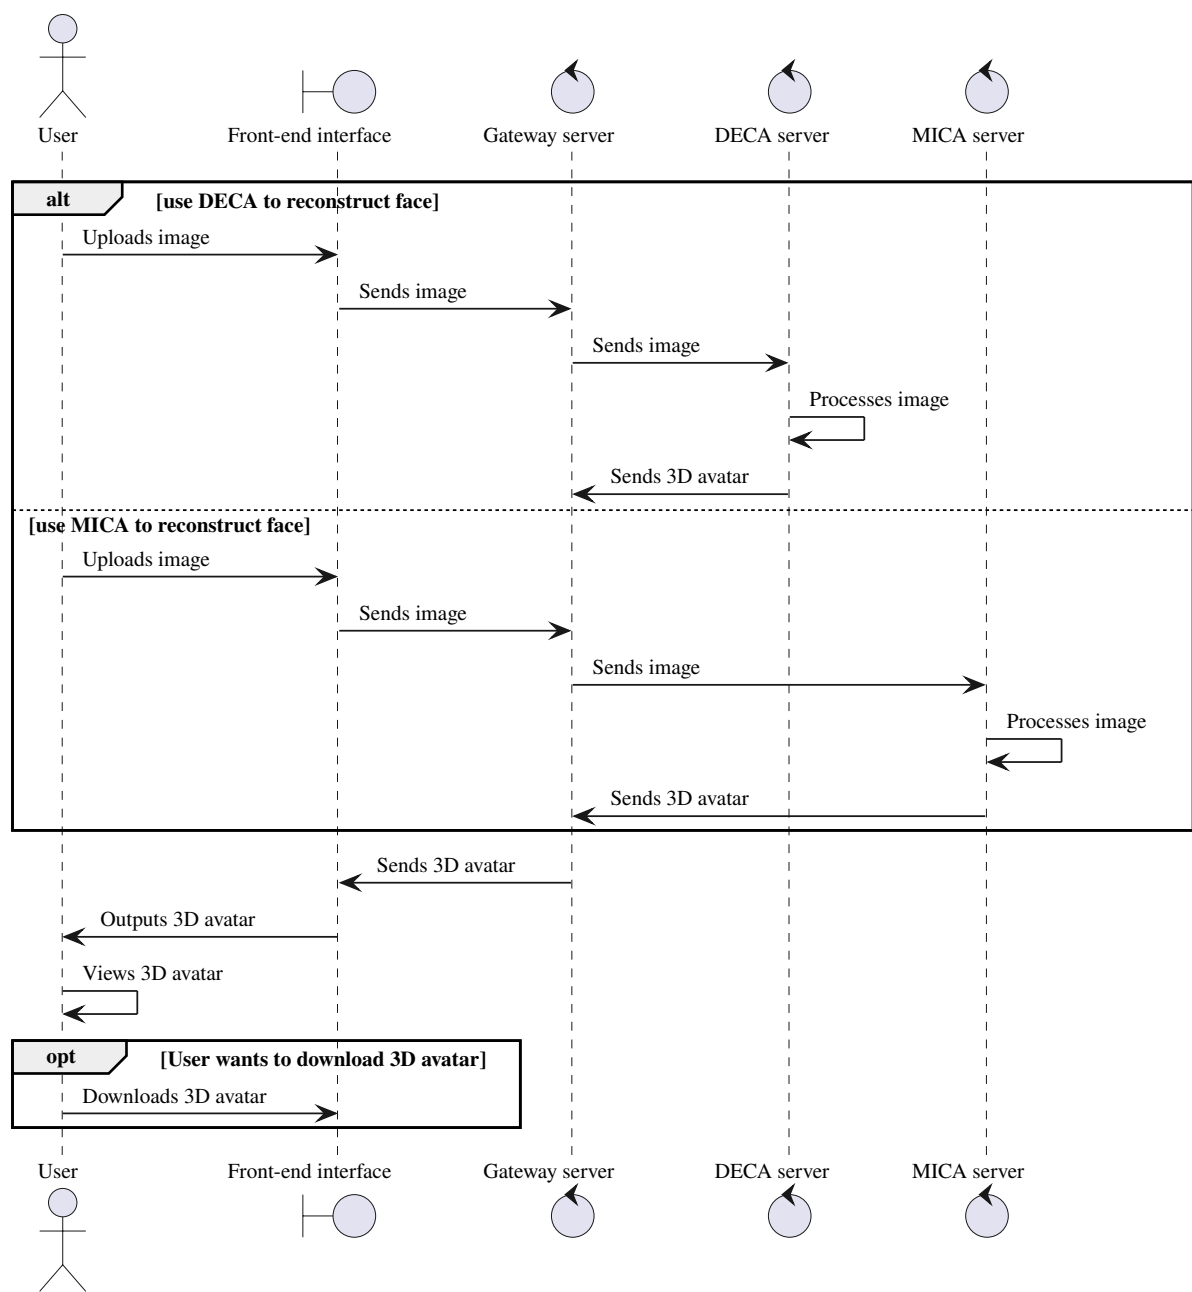 User
Front-end interface
Gateway server
DECA server
MICA server
alt
[use DECA to reconstruct face]
Uploads image
Sends image
Sends image
Processes image
Sends 3D avatar
[use MICA to reconstruct face]
Uploads image
Sends image
Sends image
Processes image
Sends 3D avatar
Sends 3D avatar
Outputs 3D avatar
Views 3D avatar
opt
[User wants to download 3D avatar]
Downloads 3D avatar
User
Front-end interface
Gateway server
DECA server
MICA server